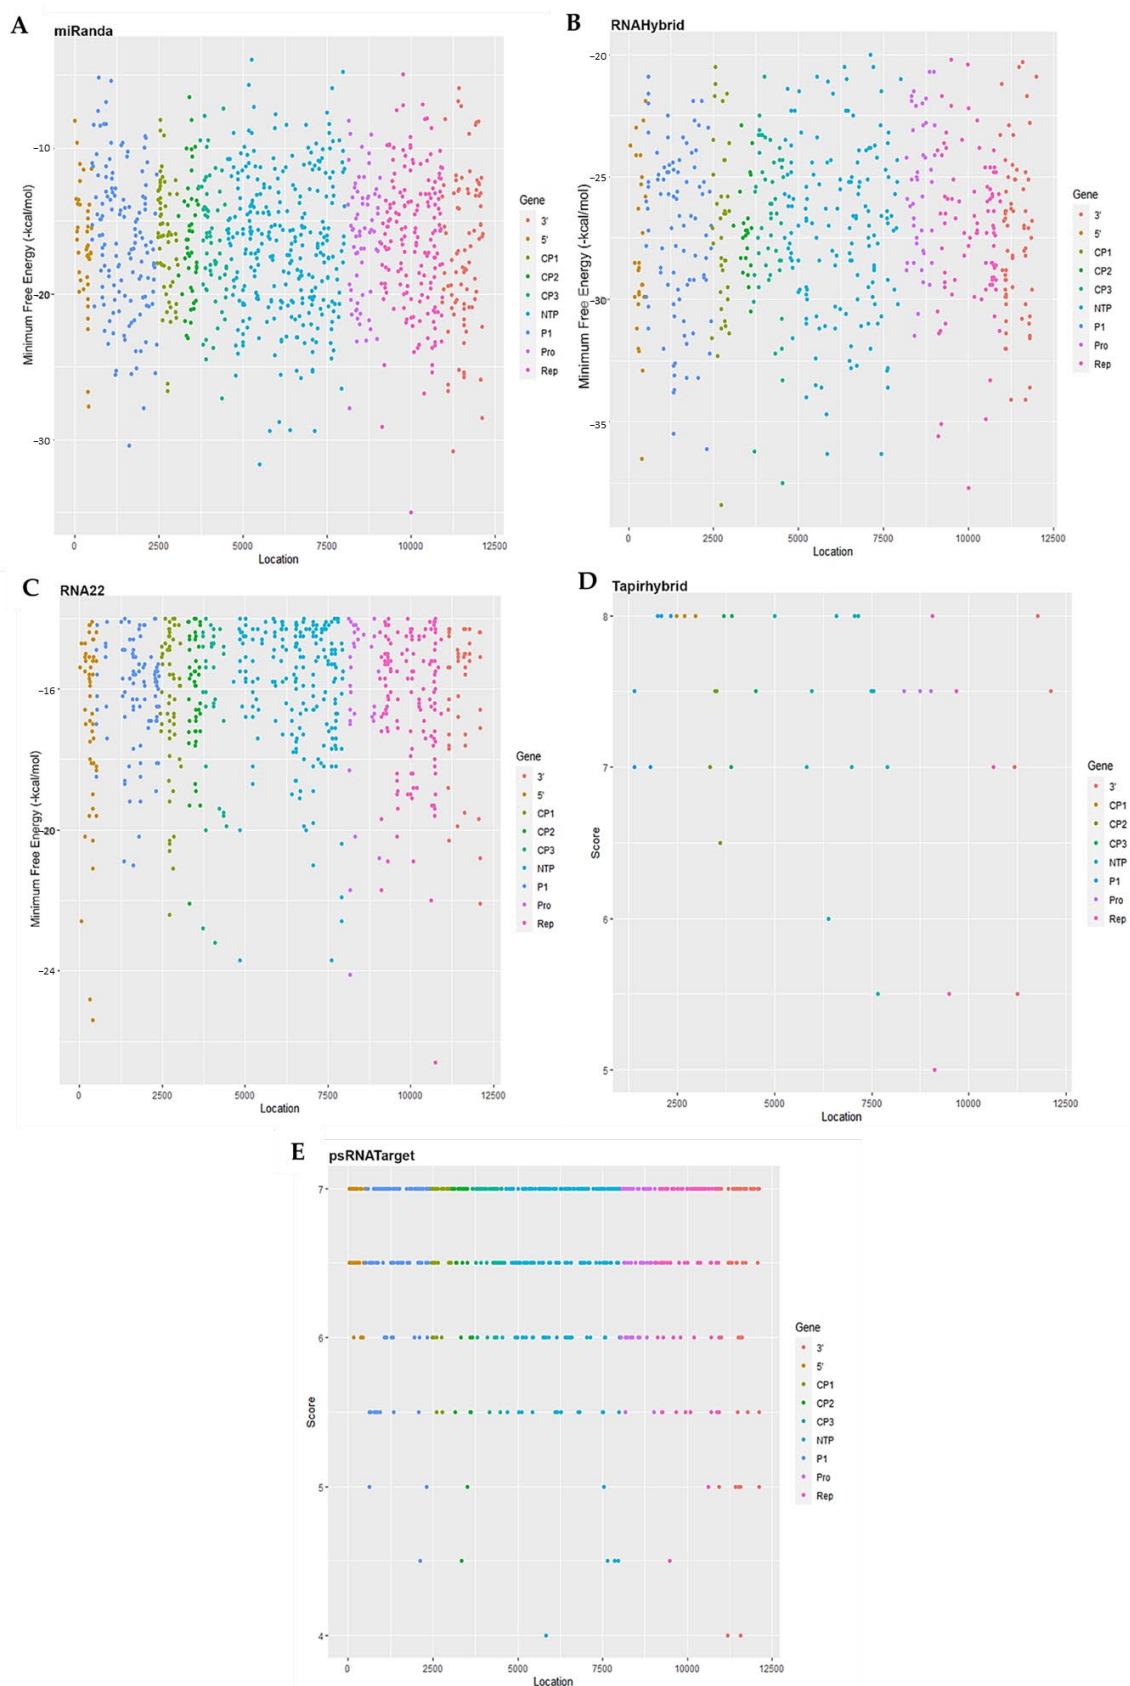 A
miRanda
Minimum Free Energy (-kcal/mol)
−10
−20
−30
0 2500 5000 7500 10000 12500
Location
Gene
3'
5'
CP1
CP2
CP3
NTP
P1
Pro
Rep
B
RNAHybrid
Minimum Free Energy (-kcal/mol)
−20
−25
−30
−35
0 2500 5000 7500 10000 12500
Location
Gene
3'
5'
CP1
CP2
CP3
NTP
P1
Pro
Rep
C
RNA22
Minimum Free Energy (-kcal/mol)
−16
−20
−24
0 2500 5000 7500 10000 12500
Location
Gene
3'
5'
CP1
CP2
CP3
NTP
P1
Pro
Rep
D
Tapirhybrid
Score
8
7
6
5
2500 5000 7500 10000 12500
Location
Gene
3'
CP1
CP2
CP3
NTP
P1
Pro
Rep
E
psRNATarget
Score
7
6
5
4
0 2500 5000 7500 10000 12500
Location
Gene
3'
5'
CP1
CP2
CP3
NTP
P1
Pro
Rep